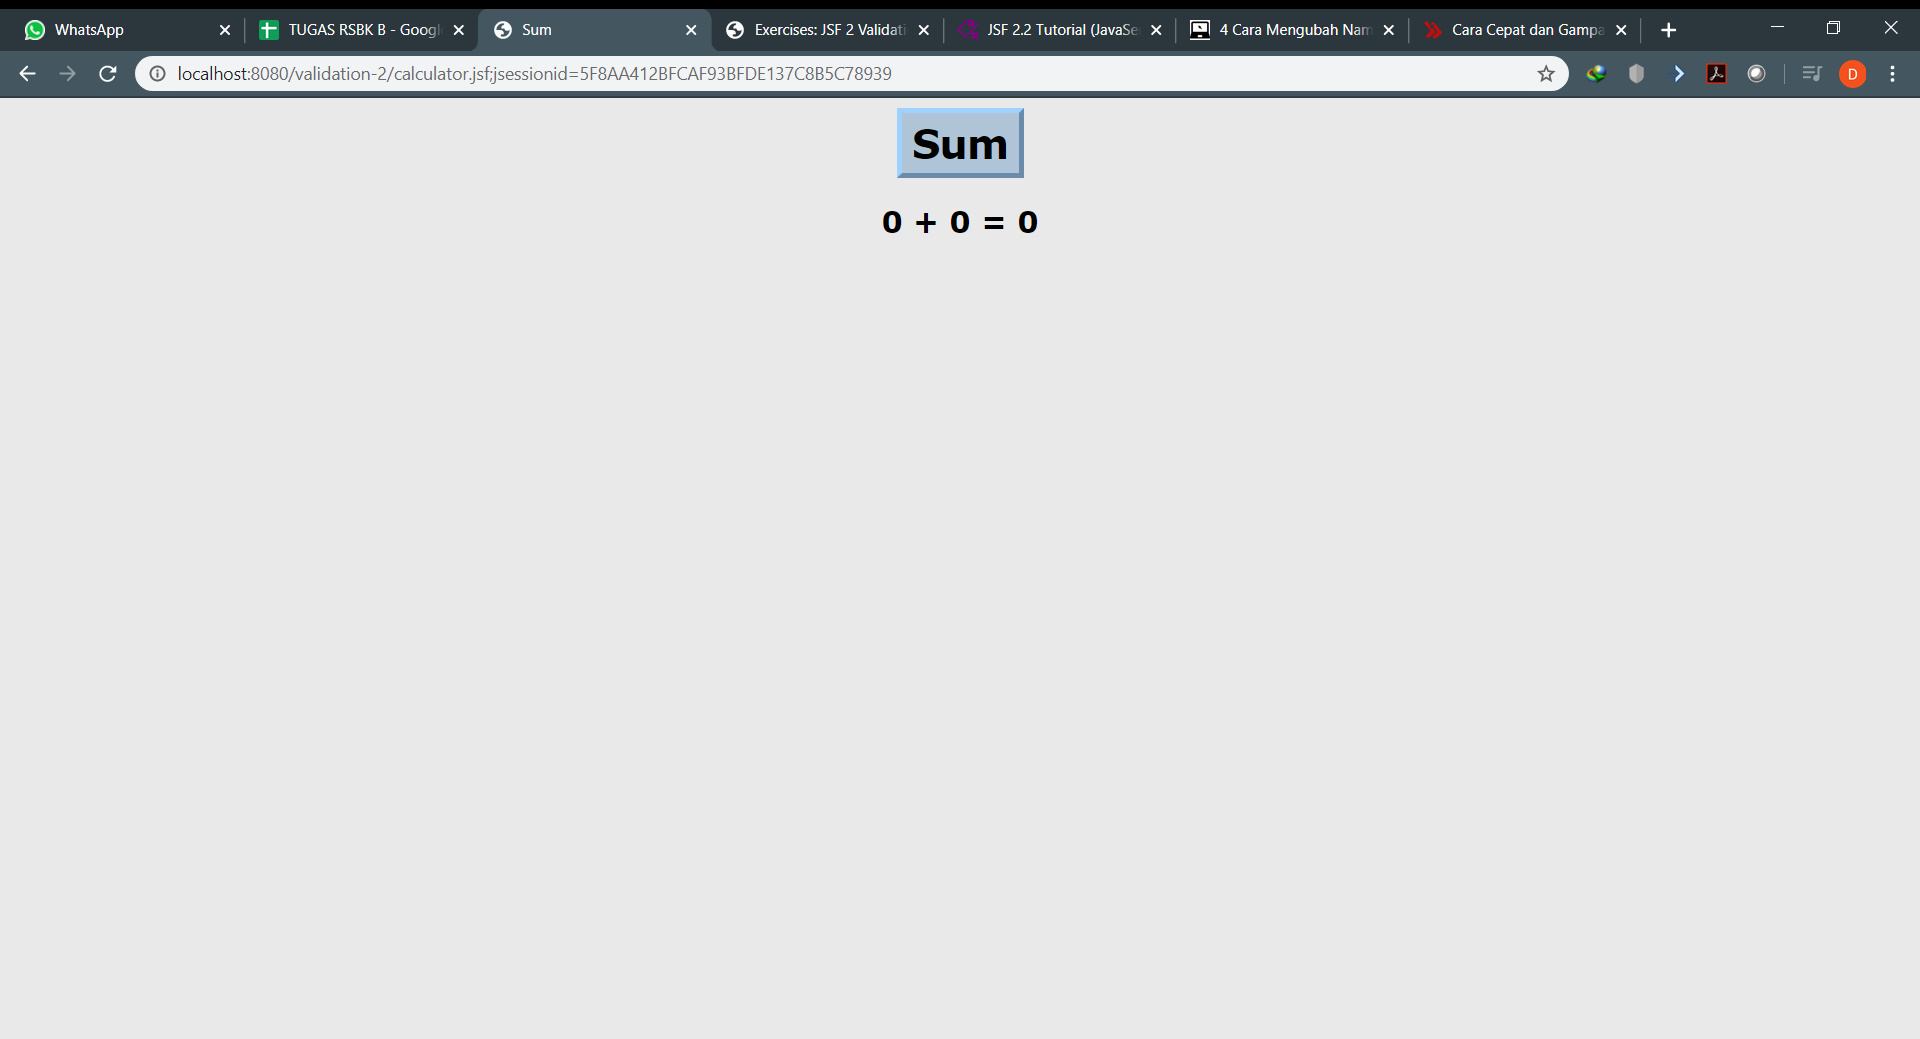 WhatsApp
TUGAS RSBK B - Googl
Sum
Exercises: JSF 2 Validati
JSF 2.2 Tutorial (JavaSe
4 Cara Mengubah Nam
Cara Cepat dan Gampa
localhost:8080/validation-2/calculator.jsf;jsessionid=5F8AA412BFCAF93BFDE137C8B5C78939
D
Sum
0 + 0 = 0